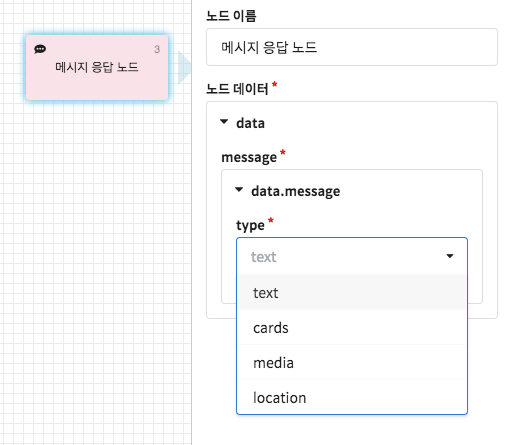 3
메시지 응답 노드
노드 이름
메시지 응답 노드
노드 데이터 *
data
message *
data.message
type *
text
text
cards
media
location